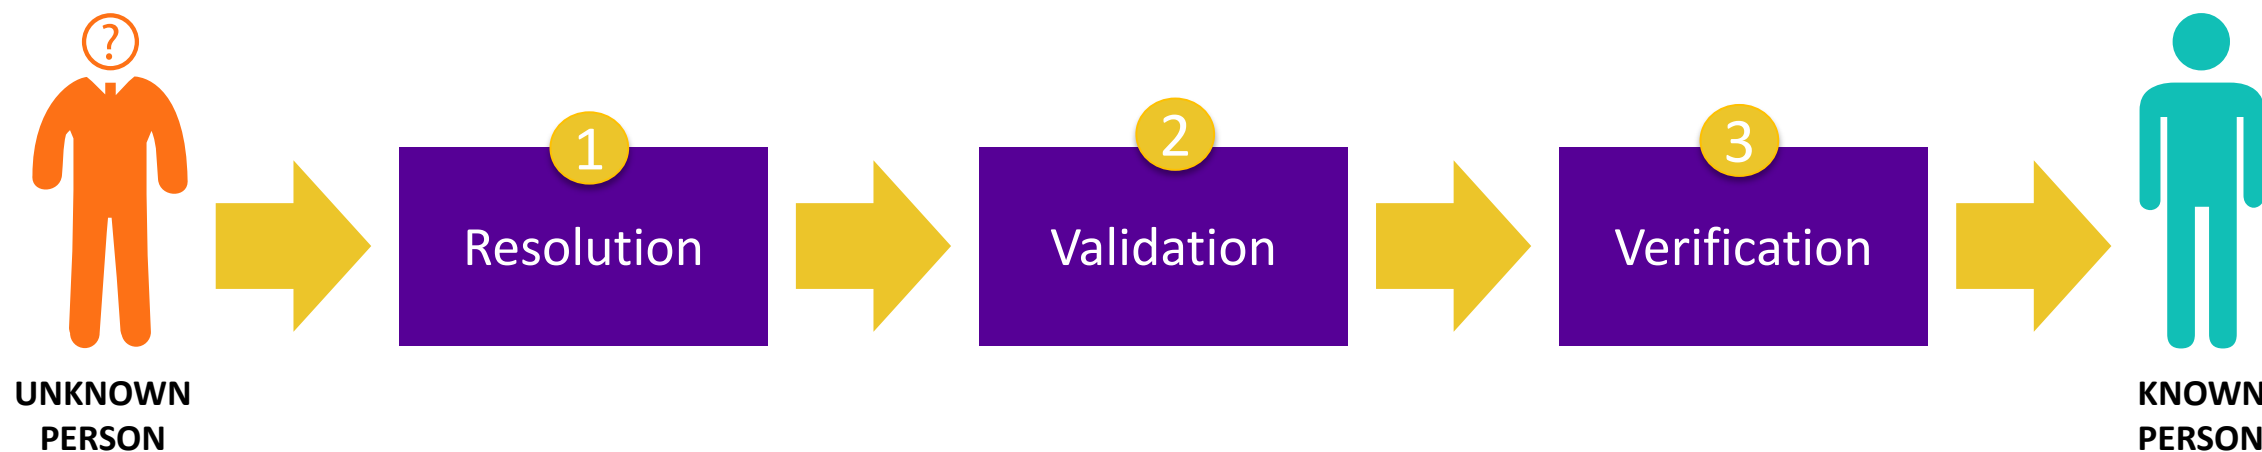 ?
1
2
3
Resolution
Validation
Verification
UNKNOWN
PERSON
KNOWN
PERSON